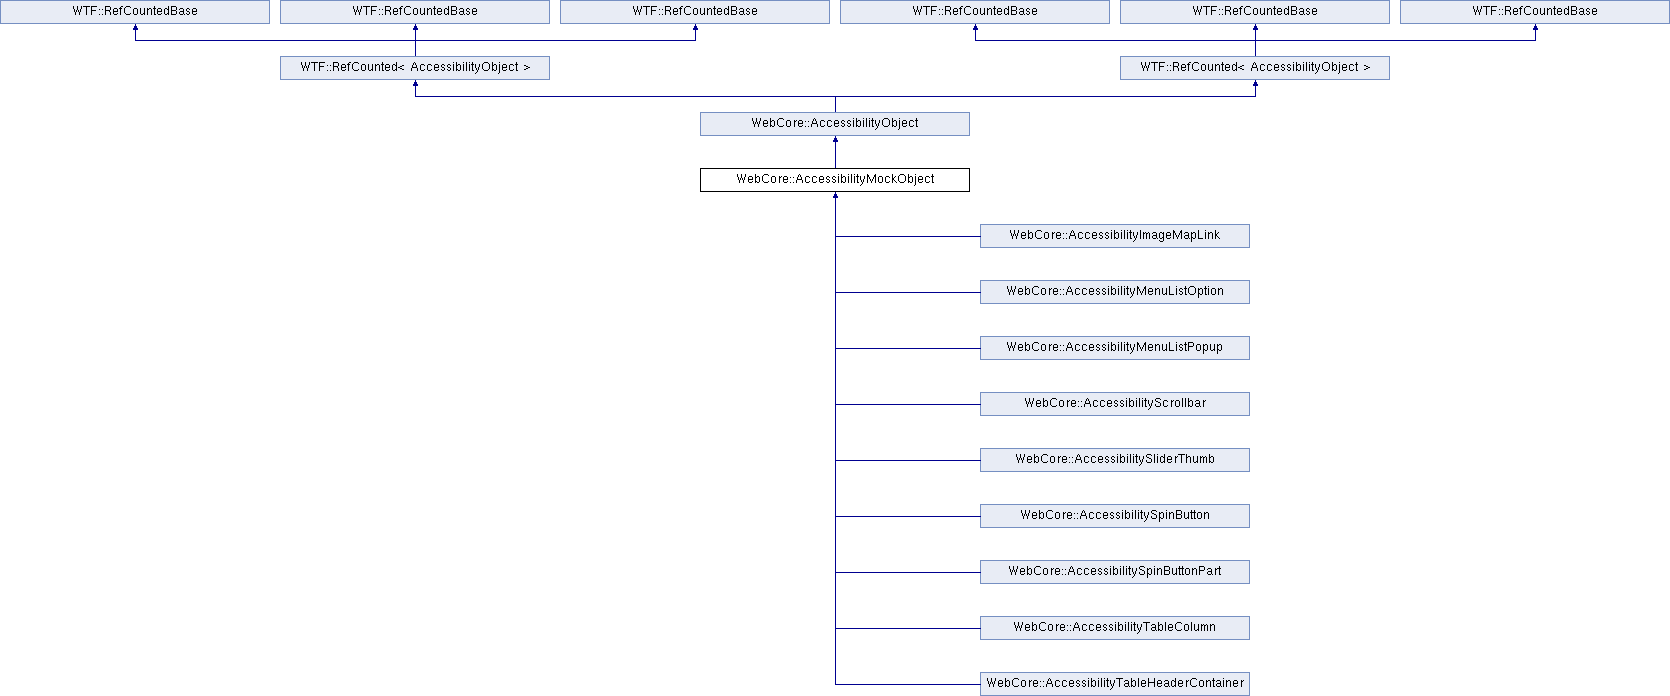 WTF::RefCountedBase
WTF::RefCountedBase
WTF::RefCountedBase
WTF::RefCountedBase
WTF::RefCountedBase
WTF::RefCountedBase
WTF::RefCounted< AccessibilityObject >
WTF::RefCounted< AccessibilityObject >
WebCore::AccessibilityObject
WebCore::AccessibilityMockObject
WebCore::AccessibilityImageMapLink
WebCore::AccessibilityMenuListOption
WebCore::AccessibilityMenuListPopup
WebCore::AccessibilityScrollbar
WebCore::AccessibilitySliderThumb
WebCore::AccessibilitySpinButton
WebCore::AccessibilitySpinButtonPart
WebCore::AccessibilityTableColumn
WebCore::AccessibilityTableHeaderContainer